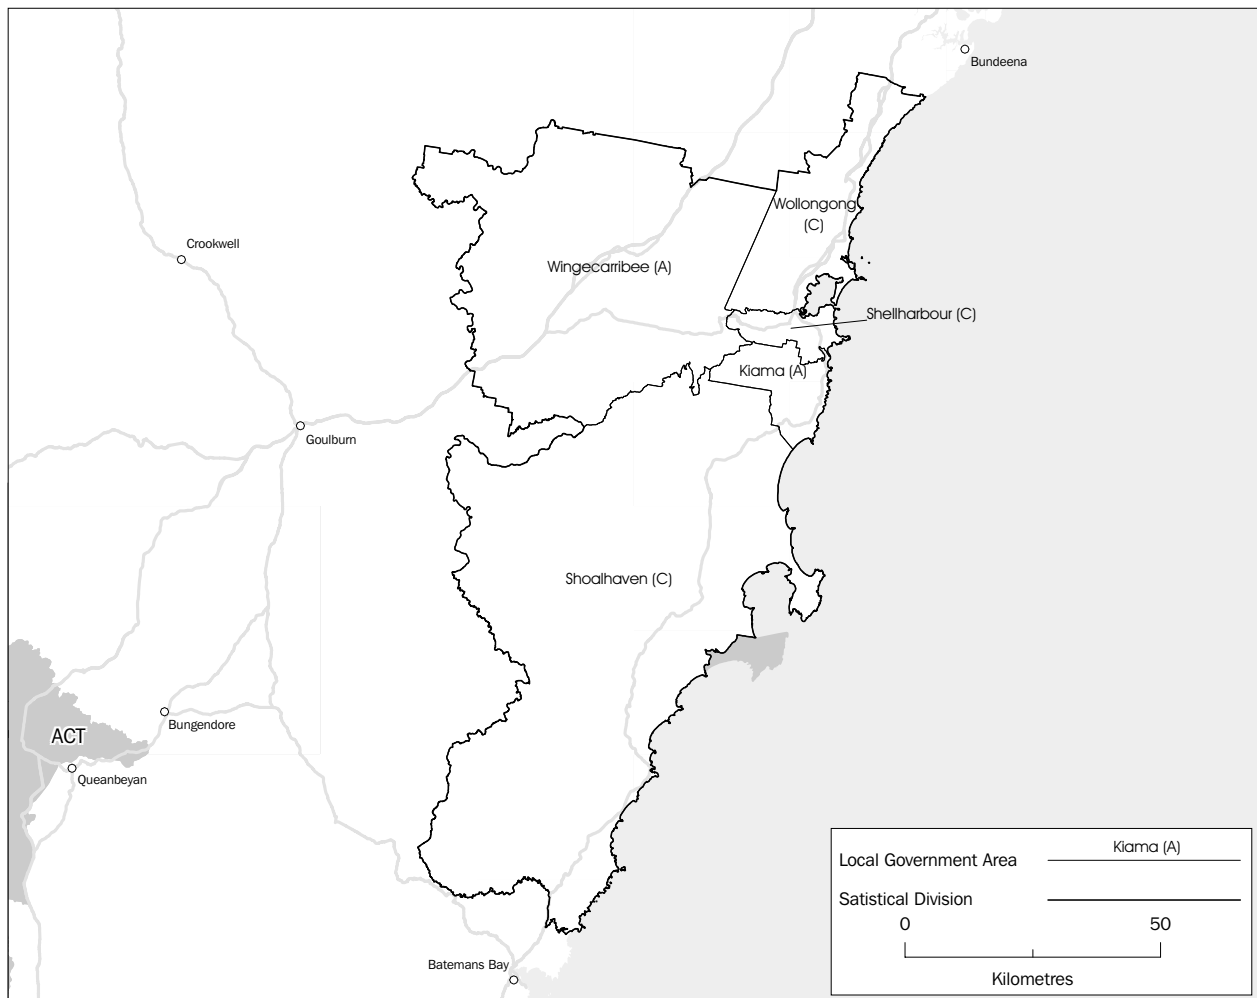 Bundeena
Wollongong
(C)
Crookwell
Wingecarribee (A)
Shellharbour (C)
Kiama (A)
Goulburn
Shoalhaven (C)
Bungendore
ACT
Queanbeyan
Batemans Bay
Local Government Area
Kiama (A)
Satistical Division
0 50
Kilometres